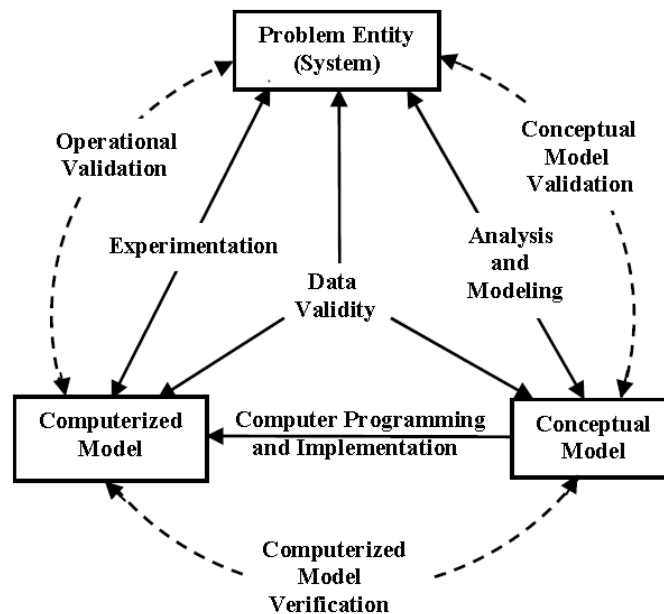 Problem Entity
(System)
Operational
Validation
Conceptual
Model
Validation
Experimentation
Analysis
and
Modeling
Data
Validity
Computerized
Model
Computer Programming
and Implementation
Conceptual
Model
Computerized
Model
Verification